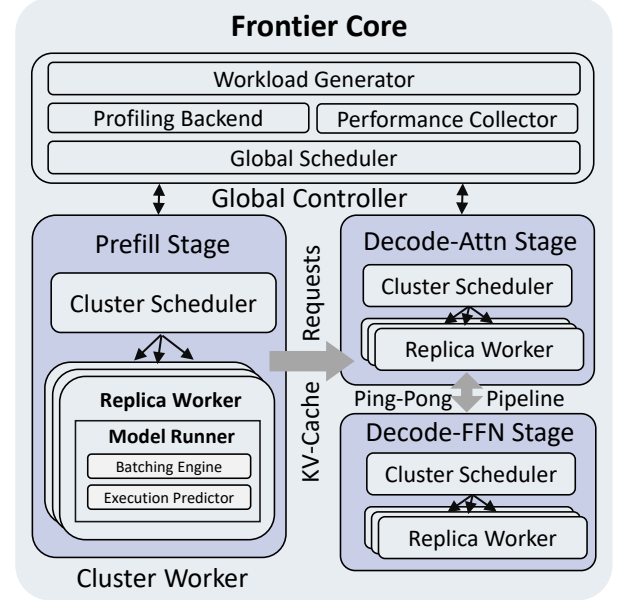 Frontier Core
Workload Generator
Profiling Backend
Performance Collector
Global Scheduler
Global Controller
Prefill Stage
Cluster Scheduler
Replica Worker
Model Runner
Batching Engine
Execution Predictor
Cluster Worker
Requests
KV-Cache
Decode-Attn Stage
Cluster Scheduler
Replica Worker
Ping-Pong Pipeline
Decode-FFN Stage
Cluster Scheduler
Replica Worker